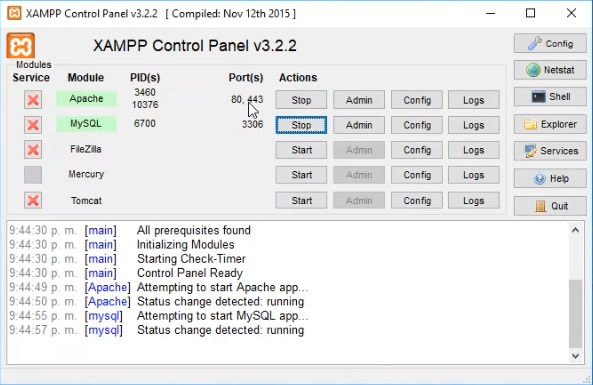 XAMPP Control Panel v3.2.2 [ Compiled: Nov 12th 2015 ]
XAMPP Control Panel v3.2.2
Config
Modules
Service Module PID(s) Port(s) Actions
Netstat
Apache 3460 10376 80, 443 Stop Admin Config Logs
Shell
MySQL 6700 3306 Stop Admin Config Logs
Explorer
FileZilla Start Admin Config Logs
Services
Mercury Start Admin Config Logs
Help
Tomcat Start Admin Config Logs
Quit
9:44:30 p. m. [main] All prerequisites found
9:44:30 p. m. [main] Initializing Modules
9:44:30 p. m. [main] Starting Check-Timer
9:44:30 p. m. [main] Control Panel Ready
9:44:49 p. m. [Apache] Attempting to start Apache app...
9:44:50 p. m. [Apache] Status change detected: running
9:44:55 p. m. [mysql] Attempting to start MySQL app...
9:44:57 p. m. [mysql] Status change detected: running